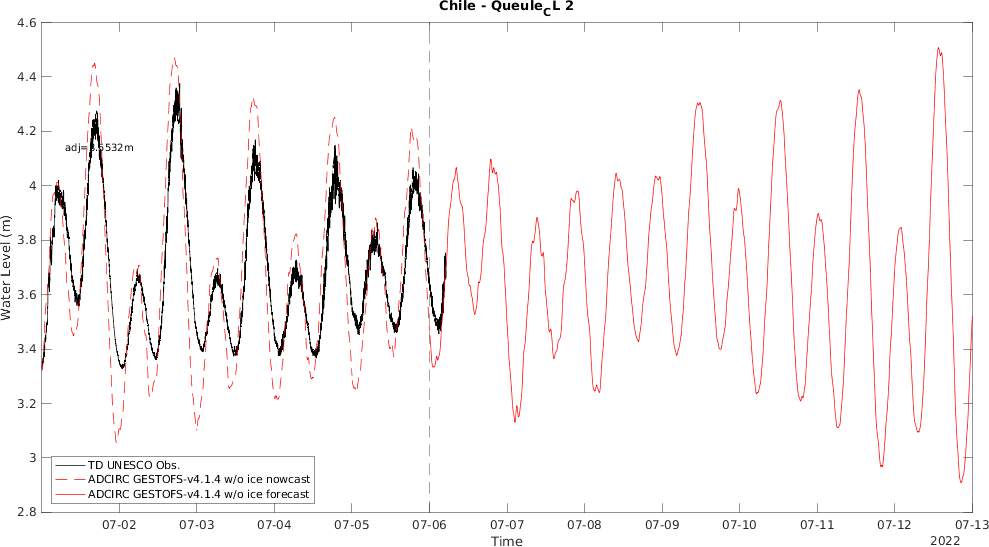 Chile - Queule_CL 2
4.6
4.4
4.2
4
3.8
3.6
3.4
3.2
3
2.8
Water Level (m)
adj=3.5532m
TD UNESCO Obs.
ADCIRC GESTOFS-v4.1.4 w/o ice nowcast
ADCIRC GESTOFS-v4.1.4 w/o ice forecast
07-02 07-03 07-04 07-05 07-06 07-07 07-08 07-09 07-10 07-11 07-12 07-13
Time
2022